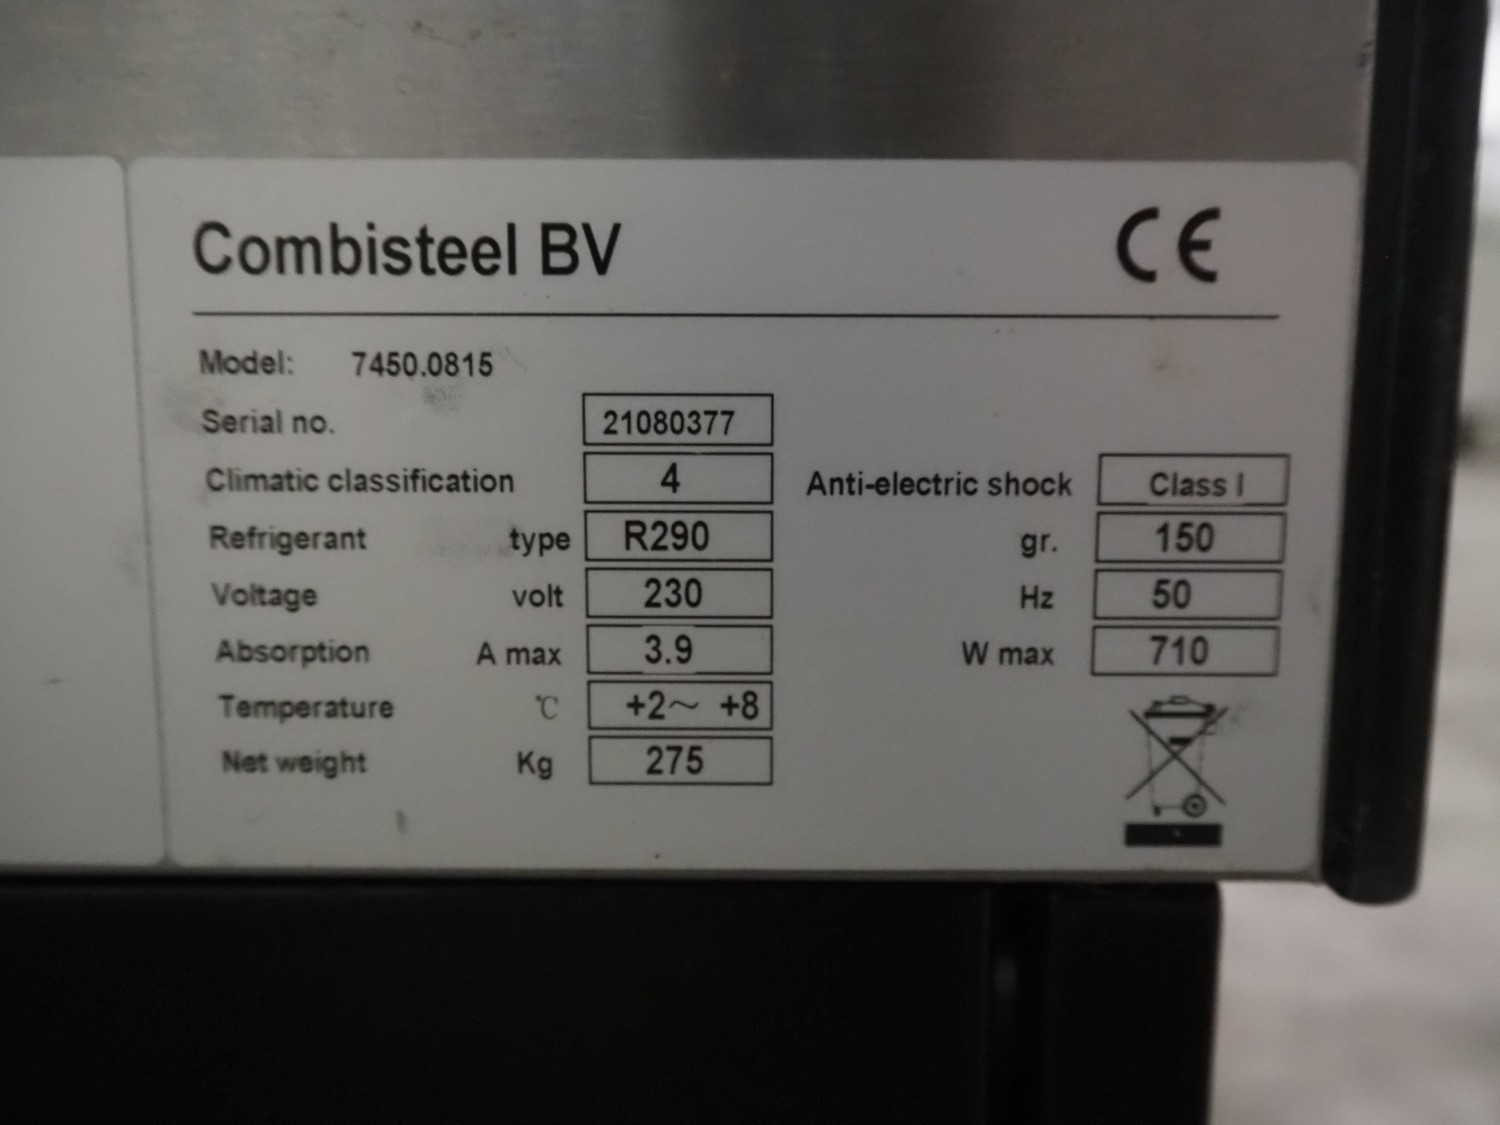 Combisteel BV CE
Model: 7450.0815
Serial no. 21080377
Climatic classification 4 Anti-electric shock Class I
Refrigerant type R290 gr. 150
Voltage volt 230 Hz 50
Absorption A max 3.9 W max 710
Temperature ℃ +2~ +8
Net weight Kg 275